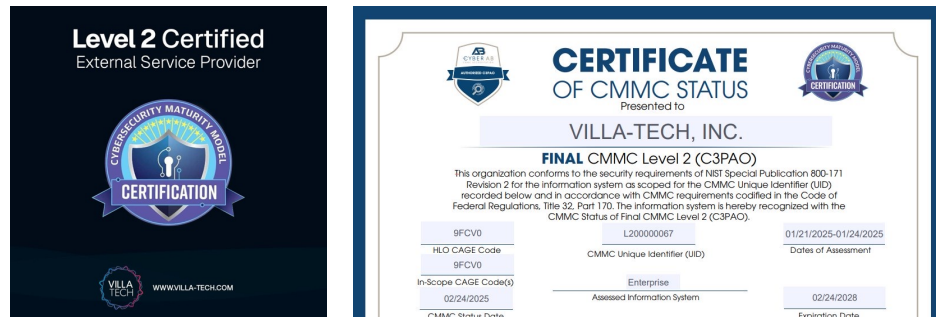 Level 2 Certified
External Service Provider
CYBERSECURITY MATURITY MODEL
CERTIFICATION
VILLA
TECH
WWW.VILLA-TECH.COM
AB
CYBER AB
AUTHORIZED C3PAO
CERTIFICATE
OF CMMC STATUS
Presented to
CYBERSECURITY MATURITY MODEL
CERTIFICATION
VILLA-TECH, INC.
FINAL CMMC Level 2 (C3PAO)
This organization conforms to the security requirements of NIST Special Publication 800-171
Revision 2 for the information system as scoped for the CMMC Unique Identifier (UID)
recorded below and in accordance with CMMC requirements codified in the Code of
Federal Regulations, Title 32, Part 170. The information system is hereby recognized with the
CMMC Status of Final CMMC Level 2 (C3PAO).
9FCV0
HLO CAGE Code
L200000067
CMMC Unique Identifier (UID)
01/21/2025-01/24/2025
Dates of Assessment
9FCV0
In-Scope CAGE Code(s)
Enterprise
Assessed Information System
02/24/2025
CMMC Status Date
02/24/2028
Expiration Date